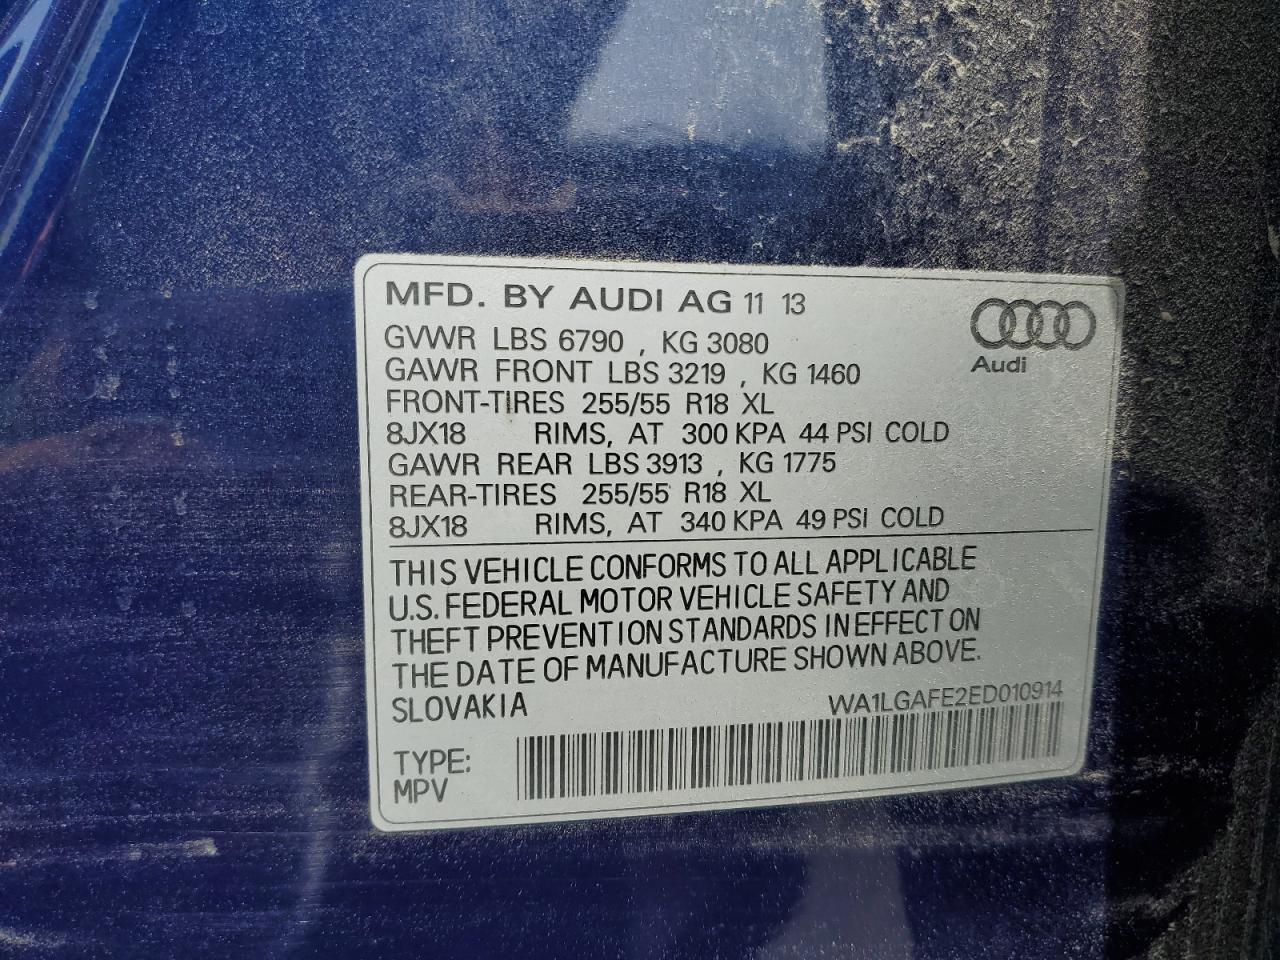 MFD. BY AUDI AG 11 13
GVWR LBS 6790 , KG 3080
GAWR FRONT LBS 3219 , KG 1460
FRONT-TIRES 255/55 R18 XL
8JX18 RIMS, AT 300 KPA 44 PSI COLD
GAWR REAR LBS 3913 , KG 1775
REAR-TIRES 255/55 R18 XL
8JX18 RIMS, AT 340 KPA 49 PSI COLD
Audi
THIS VEHICLE CONFORMS TO ALL APPLICABLE
U.S. FEDERAL MOTOR VEHICLE SAFETY AND
THEFT PREVENTION STANDARDS IN EFFECT ON
THE DATE OF MANUFACTURE SHOWN ABOVE.
SLOVAKIA
WA1LGAFE2ED010914
TYPE:
MPV